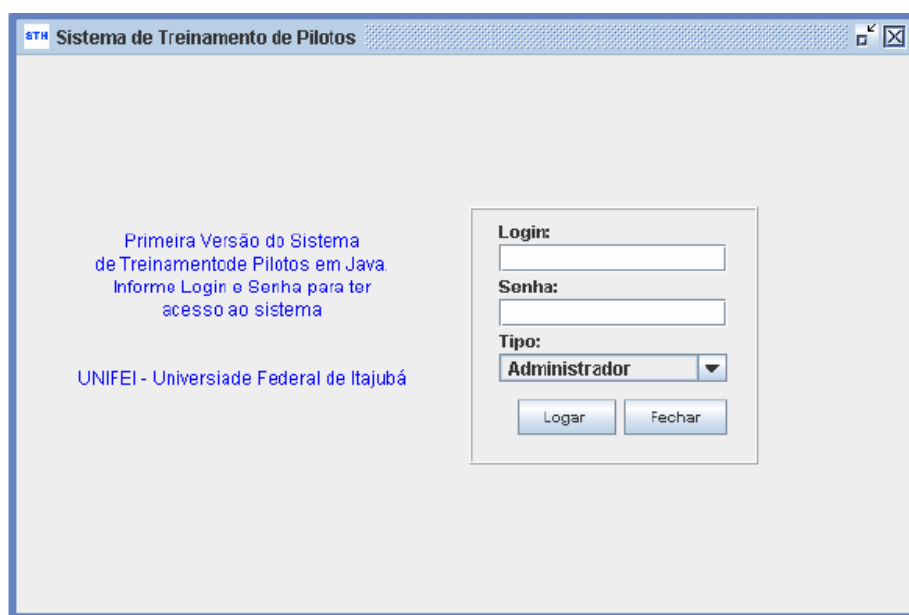 STH Sistema de Treinamento de Pilotos
Primeira Versão do Sistema
de Treinamentode Pilotos em Java.
Informe Login e Senha para ter
acesso ao sistema
UNIFEI - Universiade Federal de Itajubá
Login:
Senha:
Tipo:
Administrador
Logar Fechar